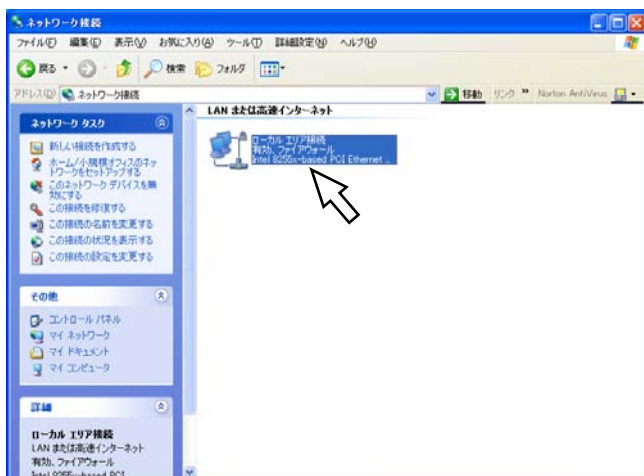 ネットワーク接続
ファイル(F) 編集(E) 表示(V) お気に入り(A) ツール(T) 詳細設定(N) ヘルプ(H)
戻る 検索 フォルダ
アドレス(D) ネットワーク接続 移動 リンク » Norton AntiVirus
ネットワーク タスク
新しい接続を作成する
ホーム/小規模オフィスのネッ
トワークをセットアップする
このネットワーク デバイスを無
効にする
この接続を修復する
この接続の名前を変更する
この接続の状況を表示する
この接続の設定を変更する
その他
コントロール パネル
マイ ネットワーク
マイ ドキュメント
マイ コンピュータ
詳細
ローカル エリア接続
LAN または高速インターネット
有効, ファイアウォール
Intel 8255x-based PCI
LAN または高速インターネット
ローカル エリア接続
有効, ファイアウォール
Intel 8255x-based PCI Ethernet ...